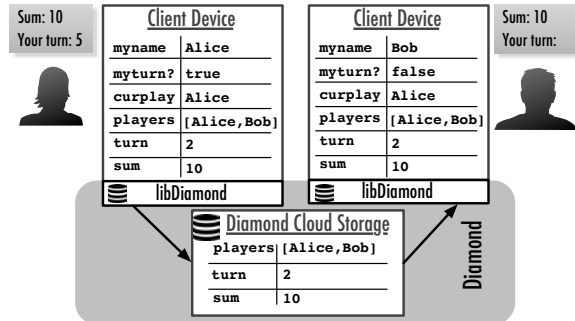 Sum: 10
Your turn: 5
Client Device
myname Alice
myturn? true
curplay Alice
players [Alice,Bob]
turn 2
sum 10
libDiamond
Client Device
myname Bob
myturn? false
curplay Alice
players [Alice,Bob]
turn 2
sum 10
libDiamond
Sum: 10
Your turn:
Diamond Cloud Storage
players [Alice,Bob]
turn 2
sum 10
Diamond